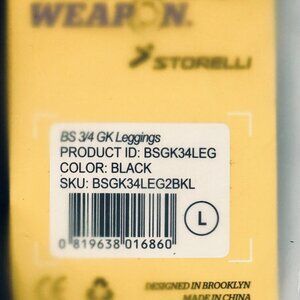 WEAPON.
STORELLI
BS 3/4 GK Leggings
PRODUCT ID: BSGK34LEG
COLOR: BLACK
SKU: BSGK34LEG2BKL
L
0 819638 016860
CE
DESIGNED IN BROOKLYN
MADE IN CHINA